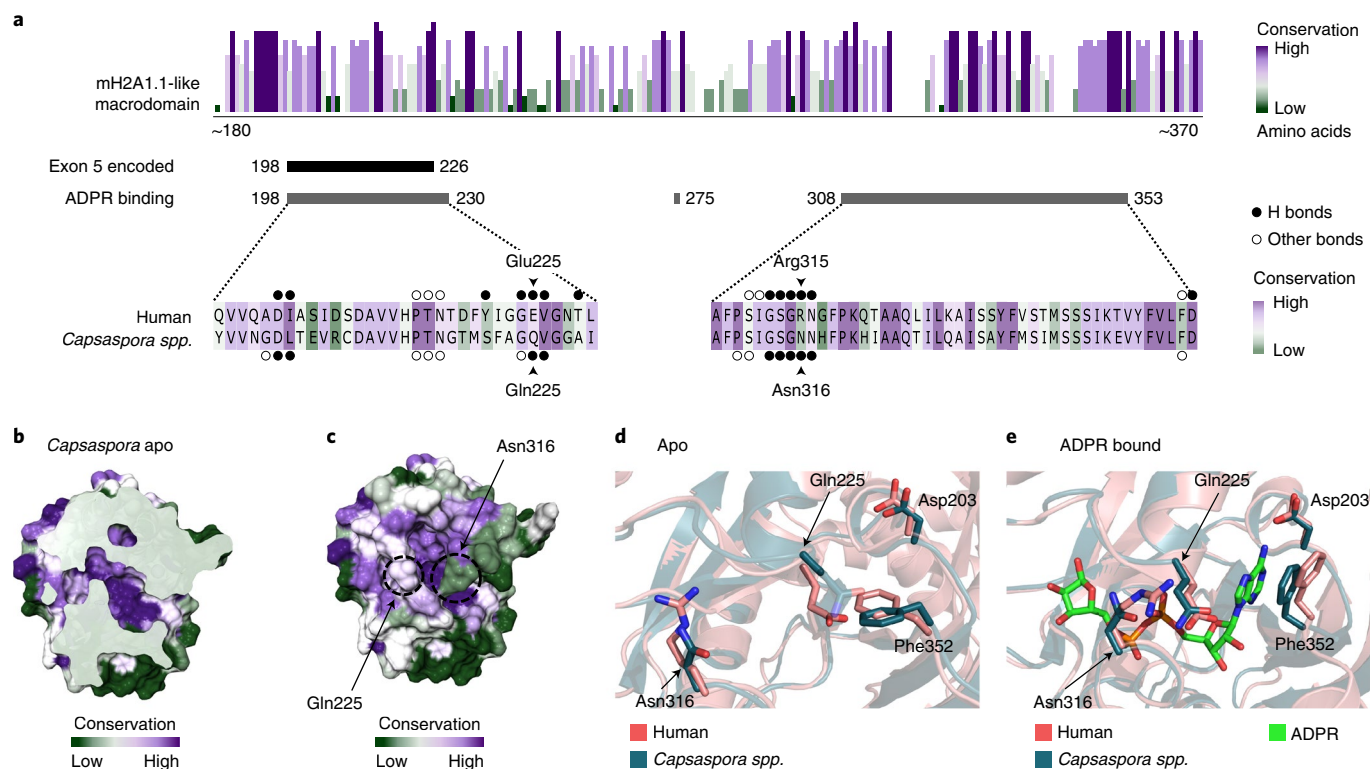 a
Conservation
High
Low
Amino acids
mH2A1.1-like
macrodomain
~180
~370
Exon 5 encoded
198
226
ADPR binding
198
230
275
308
353
H bonds
Other bonds
Conservation
High
Low
Glu225
Arg315
Human
QVVQADIASIDSDAVVHPTNTDFYIGGEVGNTL
AFPSIGSGRNGFPKQTAAQLILKAISSYFVSTMSSSIKTVYFVLFD
Capsaspora spp.
YVVNGDLTEVRCDAVVHPTNGTMSFAGQVGGAI
AFPSIGSGNNHFPKHIAAQTILQAISAYFMSIMSSSIKEVYFVLFD
Gln225
Asn316
b
Capsaspora apo
Conservation
Low
High
c
Asn316
Gln225
Conservation
Low
High
d
Apo
Gln225
Asp203
Phe352
Asn316
Human
Capsaspora spp.
e
ADPR bound
Gln225
Asp203
Phe352
Asn316
Human
ADPR
Capsaspora spp.